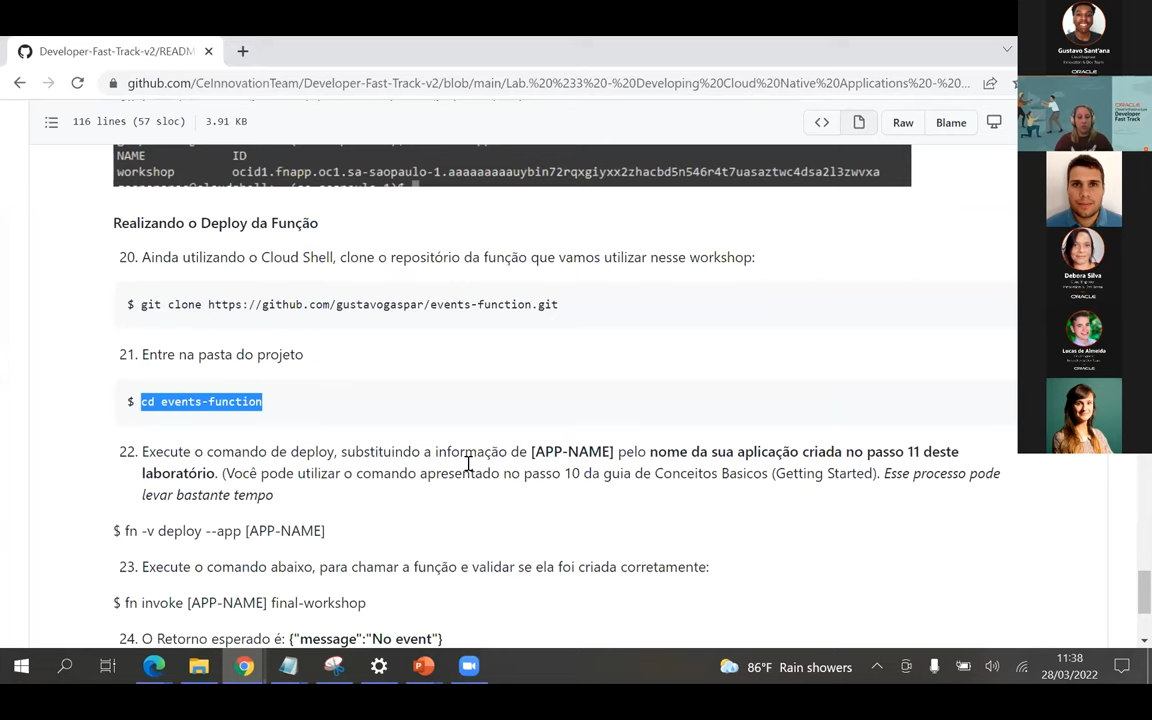 Developer-Fast-Track-v2/READM
github.com/CeInnovationTeam/Developer-Fast-Track-v2/blob/main/Lab.%20%233%20-%20Developing%20Cloud%20Native%20Applications%20-%20...
116 lines (57 sloc)
3.91 KB
Raw
Blame
NAME ID
workshop ocid1.fnapp.oc1.sa-saopaulo-1.aaaaaaaaauybin72rqxgiyxx2zhacbd5n546r4t7uasaztwc4dsa2l3zwvxa
Realizando o Deploy da Função
20. Ainda utilizando o Cloud Shell, clone o repositório da função que vamos utilizar nesse workshop:
$ git clone https://github.com/gustavogaspar/events-function.git
21. Entre na pasta do projeto
$ cd events-function
22. Execute o comando de deploy, substituindo a informação de [APP-NAME] pelo nome da sua aplicação criada no passo 11 deste
laboratório. (Você pode utilizar o comando apresentado no passo 10 da guia de Conceitos Basicos (Getting Started). Esse processo pode
levar bastante tempo
$ fn -v deploy --app [APP-NAME]
23. Execute o comando abaixo, para chamar a função e validar se ela foi criada corretamente:
$ fn invoke [APP-NAME] final-workshop
24. O Retorno esperado é: {"message":"No event"}
86°F Rain showers
11:38
28/03/2022
Gustavo Sant'ana
ORACLE
ORACLE
Developer
Fast Track
Debora Silva
ORACLE
Lucas de Almeida
ORACLE